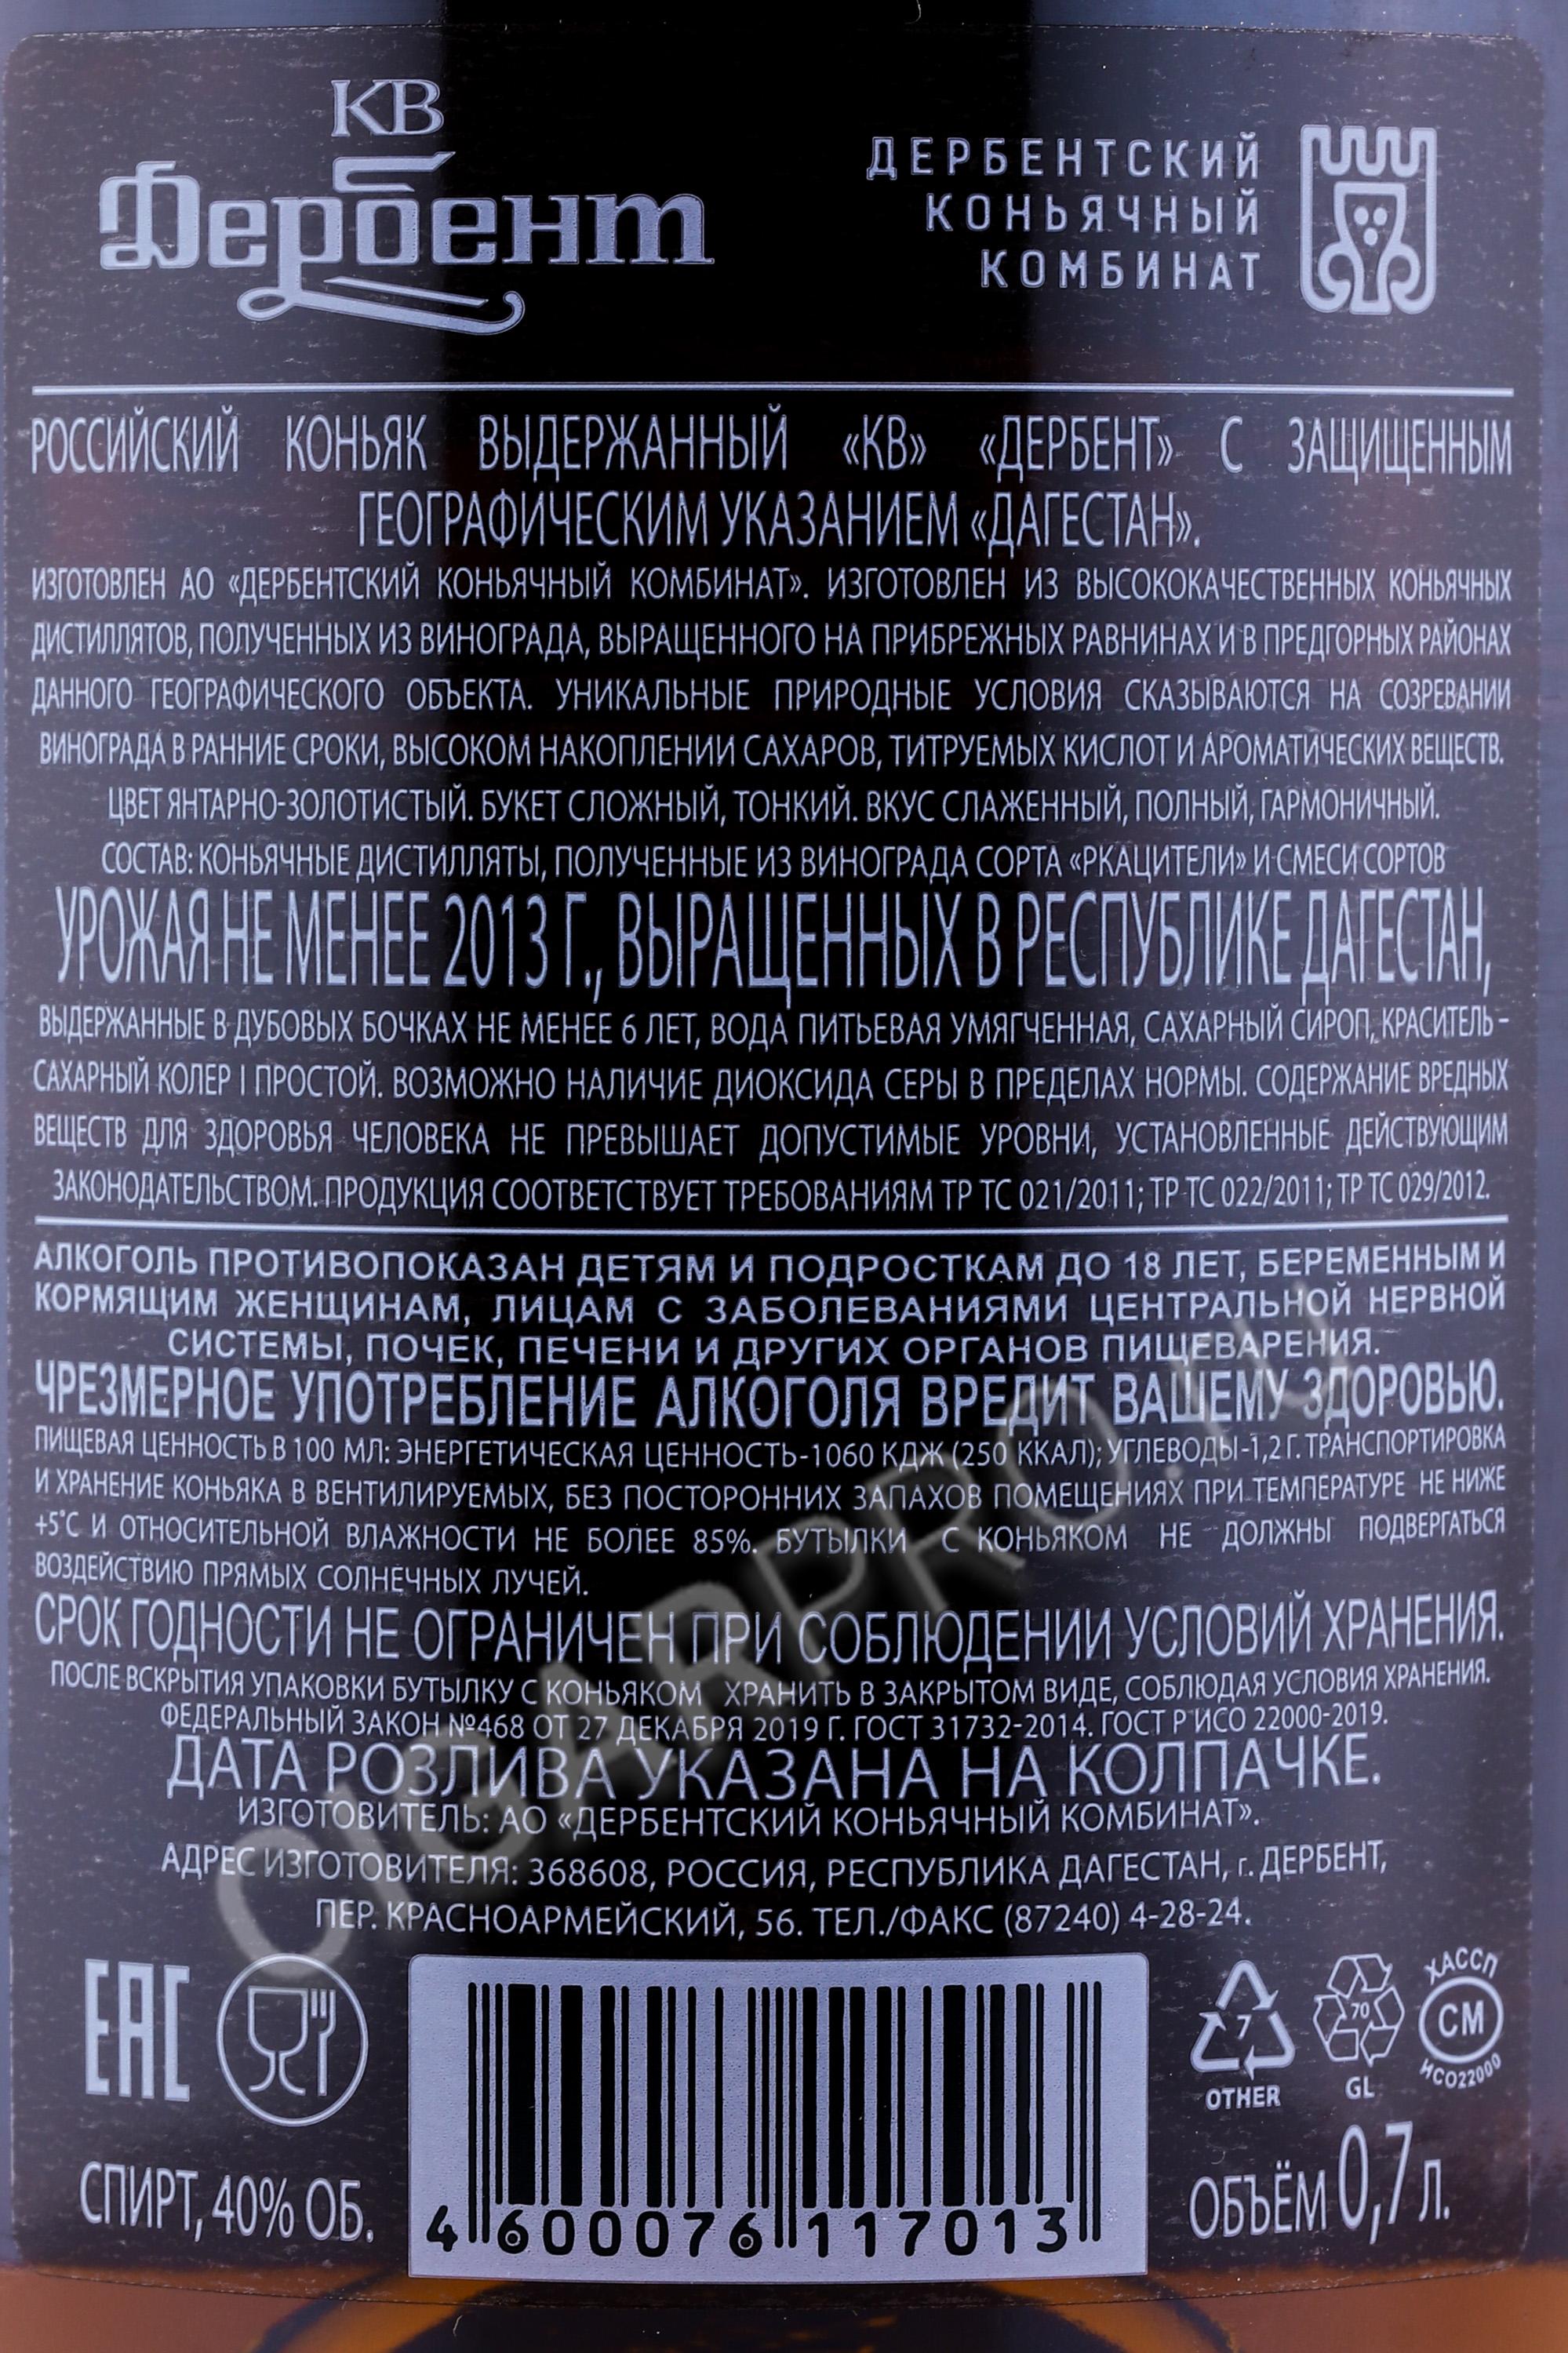 КВ
Дербент
ДЕРБЕНТСКИЙ
КОНЬЯЧНЫЙ
КОМБИНАТ
РОССИЙСКИЙ КОНЬЯК ВЫДЕРЖАННЫЙ «КВ» «ДЕРБЕНТ» С ЗАЩИЩЕННЫМ
ГЕОГРАФИЧЕСКИМ УКАЗАНИЕМ «ДАГЕСТАН».
ИЗГОТОВЛЕН АО «ДЕРБЕНТСКИЙ КОНЬЯЧНЫЙ КОМБИНАТ». ИЗГОТОВЛЕН ИЗ ВЫСОКОКАЧЕСТВЕННЫХ КОНЬЯЧНЫХ
ДИСТИЛЛЯТОВ, ПОЛУЧЕННЫХ ИЗ ВИНОГРАДА, ВЫРАЩЕННОГО НА ПРИБРЕЖНЫХ РАВНИНАХ И В ПРЕДГОРНЫХ РАЙОНАХ
ДАННОГО ГЕОГРАФИЧЕСКОГО ОБЪЕКТА. УНИКАЛЬНЫЕ ПРИРОДНЫЕ УСЛОВИЯ СКАЗЫВАЮТСЯ НА СОЗРЕВАНИИ
ВИНОГРАДА В РАННИЕ СРОКИ, ВЫСОКОМ НАКОПЛЕНИИ САХАРОВ, ТИТРУЕМЫХ КИСЛОТ И АРОМАТИЧЕСКИХ ВЕЩЕСТВ.
ЦВЕТ ЯНТАРНО-ЗОЛОТИСТЫЙ. БУКЕТ СЛОЖНЫЙ, ТОНКИЙ. ВКУС СЛАЖЕННЫЙ, ПОЛНЫЙ, ГАРМОНИЧНЫЙ.
СОСТАВ: КОНЬЯЧНЫЕ ДИСТИЛЛЯТЫ, ПОЛУЧЕННЫЕ ИЗ ВИНОГРАДА СОРТА «РКАЦИТЕЛИ» И СМЕСИ СОРТОВ
УРОЖАЯ НЕ МЕНЕЕ 2013 Г., ВЫРАЩЕННЫХ В РЕСПУБЛИКЕ ДАГЕСТАН,
ВЫДЕРЖАННЫЕ В ДУБОВЫХ БОЧКАХ НЕ МЕНЕЕ 6 ЛЕТ, ВОДА ПИТЬЕВАЯ УМЯГЧЕННАЯ, САХАРНЫЙ СИРОП, КРАСИТЕЛЬ –
САХАРНЫЙ КОЛЕР I ПРОСТОЙ. ВОЗМОЖНО НАЛИЧИЕ ДИОКСИДА СЕРЫ В ПРЕДЕЛАХ НОРМЫ. СОДЕРЖАНИЕ ВРЕДНЫХ
ВЕЩЕСТВ ДЛЯ ЗДОРОВЬЯ ЧЕЛОВЕКА НЕ ПРЕВЫШАЕТ ДОПУСТИМЫЕ УРОВНИ, УСТАНОВЛЕННЫЕ ДЕЙСТВУЮЩИМ
ЗАКОНОДАТЕЛЬСТВОМ. ПРОДУКЦИЯ СООТВЕТСТВУЕТ ТРЕБОВАНИЯМ ТР ТС 021/2011; ТР ТС 022/2011; ТР ТС 029/2012.
АЛКОГОЛЬ ПРОТИВОПОКАЗАН ДЕТЯМ И ПОДРОСТКАМ ДО 18 ЛЕТ, БЕРЕМЕННЫМ И
КОРМЯЩИМ ЖЕНЩИНАМ, ЛИЦАМ С ЗАБОЛЕВАНИЯМИ ЦЕНТРАЛЬНОЙ НЕРВНОЙ
СИСТЕМЫ, ПОЧЕК, ПЕЧЕНИ И ДРУГИХ ОРГАНОВ ПИЩЕВАРЕНИЯ.
ЧРЕЗМЕРНОЕ УПОТРЕБЛЕНИЕ АЛКОГОЛЯ ВРЕДИТ ВАШЕМУ ЗДОРОВЬЮ.
ПИЩЕВАЯ ЦЕННОСТЬ В 100 МЛ: ЭНЕРГЕТИЧЕСКАЯ ЦЕННОСТЬ-1060 КДЖ (250 ККАЛ); УГЛЕВОДЫ-1,2 Г. ТРАНСПОРТИРОВКА
И ХРАНЕНИЕ КОНЬЯКА В ВЕНТИЛИРУЕМЫХ, БЕЗ ПОСТОРОННИХ ЗАПАХОВ ПОМЕЩЕНИЯХ ПРИ ТЕМПЕРАТУРЕ НЕ НИЖЕ
+5°С И ОТНОСИТЕЛЬНОЙ ВЛАЖНОСТИ НЕ БОЛЕЕ 85%. БУТЫЛКИ С КОНЬЯКОМ НЕ ДОЛЖНЫ ПОДВЕРГАТЬСЯ
ВОЗДЕЙСТВИЮ ПРЯМЫХ СОЛНЕЧНЫХ ЛУЧЕЙ.
СРОК ГОДНОСТИ НЕ ОГРАНИЧЕН ПРИ СОБЛЮДЕНИИ УСЛОВИЙ ХРАНЕНИЯ.
ПОСЛЕ ВСКРЫТИЯ УПАКОВКИ БУТЫЛКУ С КОНЬЯКОМ ХРАНИТЬ В ЗАКРЫТОМ ВИДЕ, СОБЛЮДАЯ УСЛОВИЯ ХРАНЕНИЯ.
ФЕДЕРАЛЬНЫЙ ЗАКОН №468 ОТ 27 ДЕКАБРЯ 2019 Г. ГОСТ 31732-2014. ГОСТ Р ИСО 22000-2019.
ДАТА РОЗЛИВА УКАЗАНА НА КОЛПАЧКЕ.
ИЗГОТОВИТЕЛЬ: АО «ДЕРБЕНТСКИЙ КОНЬЯЧНЫЙ КОМБИНАТ».
АДРЕС ИЗГОТОВИТЕЛЯ: 368608, РОССИЯ, РЕСПУБЛИКА ДАГЕСТАН, г. ДЕРБЕНТ,
ПЕР. КРАСНОАРМЕЙСКИЙ, 56. ТЕЛ./ФАКС (87240) 4-28-24.
CIGARPRO.ru
ЕАС
7
OTHER
70
GL
ХАССП
СМ
ИСО22000
СПИРТ, 40% ОБ.
4 600076 117013
ОБЪЁМ 0,7 Л.